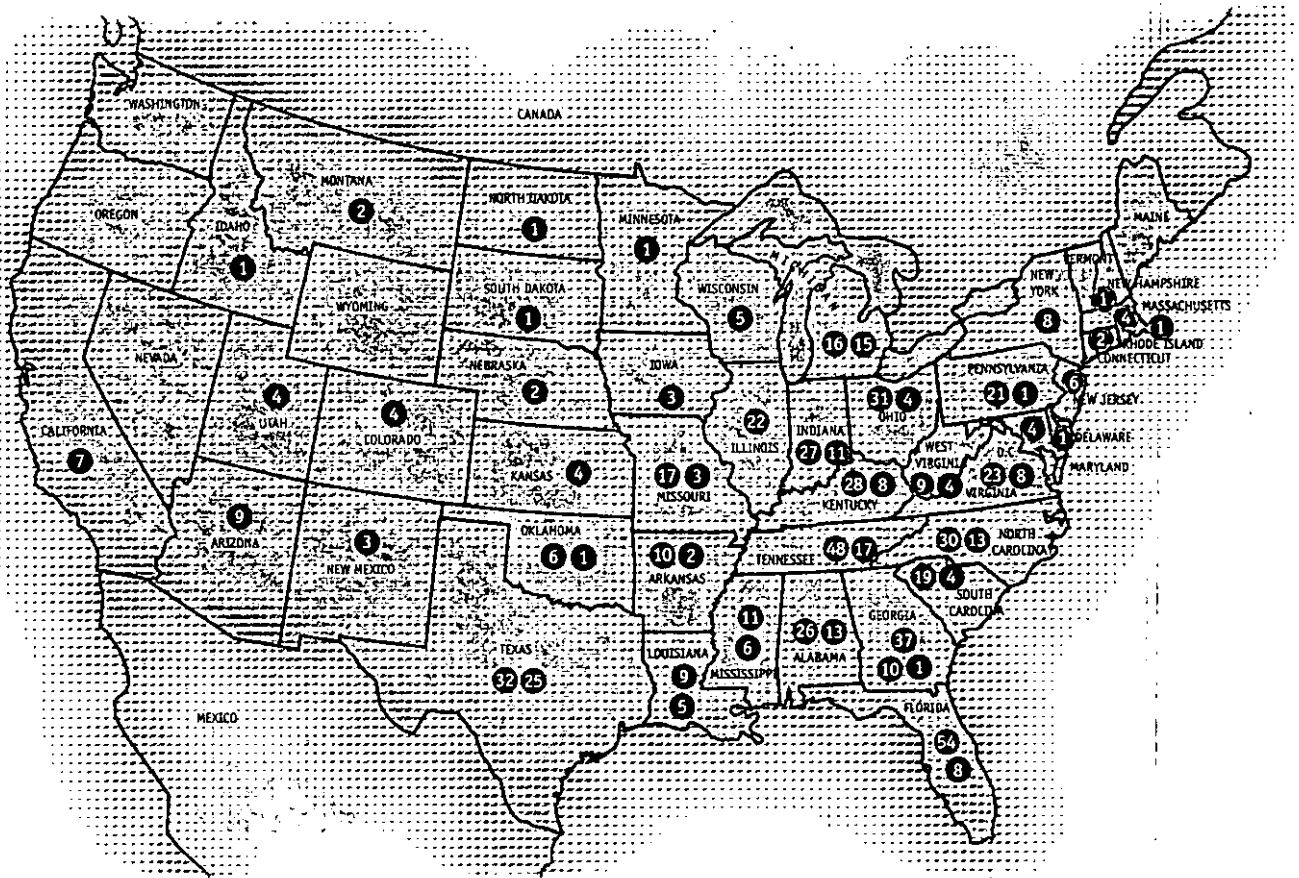 CANADA
WASHINGTON
OREGON
IDAHO
1
MONTANA
2
NORTH DAKOTA
1
MINNESOTA
1
WYOMING
SOUTH DAKOTA
1
WISCONSIN
5
MICHIGAN
16 15
NEW YORK
8
VERMONT
MAINE
NEW HAMPSHIRE
1
MASSACHUSETTS
4
1
RHODE ISLAND
2
CONNECTICUT
NEVADA
CALIFORNIA
7
4
UTAH
4
COLORADO
NEBRASKA
2
IOWA
3
KANSAS
4
17 3
MISSOURI
22
ILLINOIS
INDIANA
27 11
31 4
OHIO
PENNSYLVANIA
21 1
6
NEW JERSEY
4
1
DELAWARE
D.C.
MARYLAND
WEST
VIRGINIA
9 4
23 8
VIRGINIA
28 8
KENTUCKY
9
ARIZONA
3
NEW MEXICO
OKLAHOMA
6 1
10 2
ARKANSAS
TENNESSEE
48 17
30 13
NORTH
CAROLINA
19 4
SOUTH
CAROLINA
TEXAS
32 25
LOUISIANA
9
5
11
6
MISSISSIPPI
26 13
ALABAMA
GEORGIA
37
10 1
FLORIDA
54
8
MEXICO